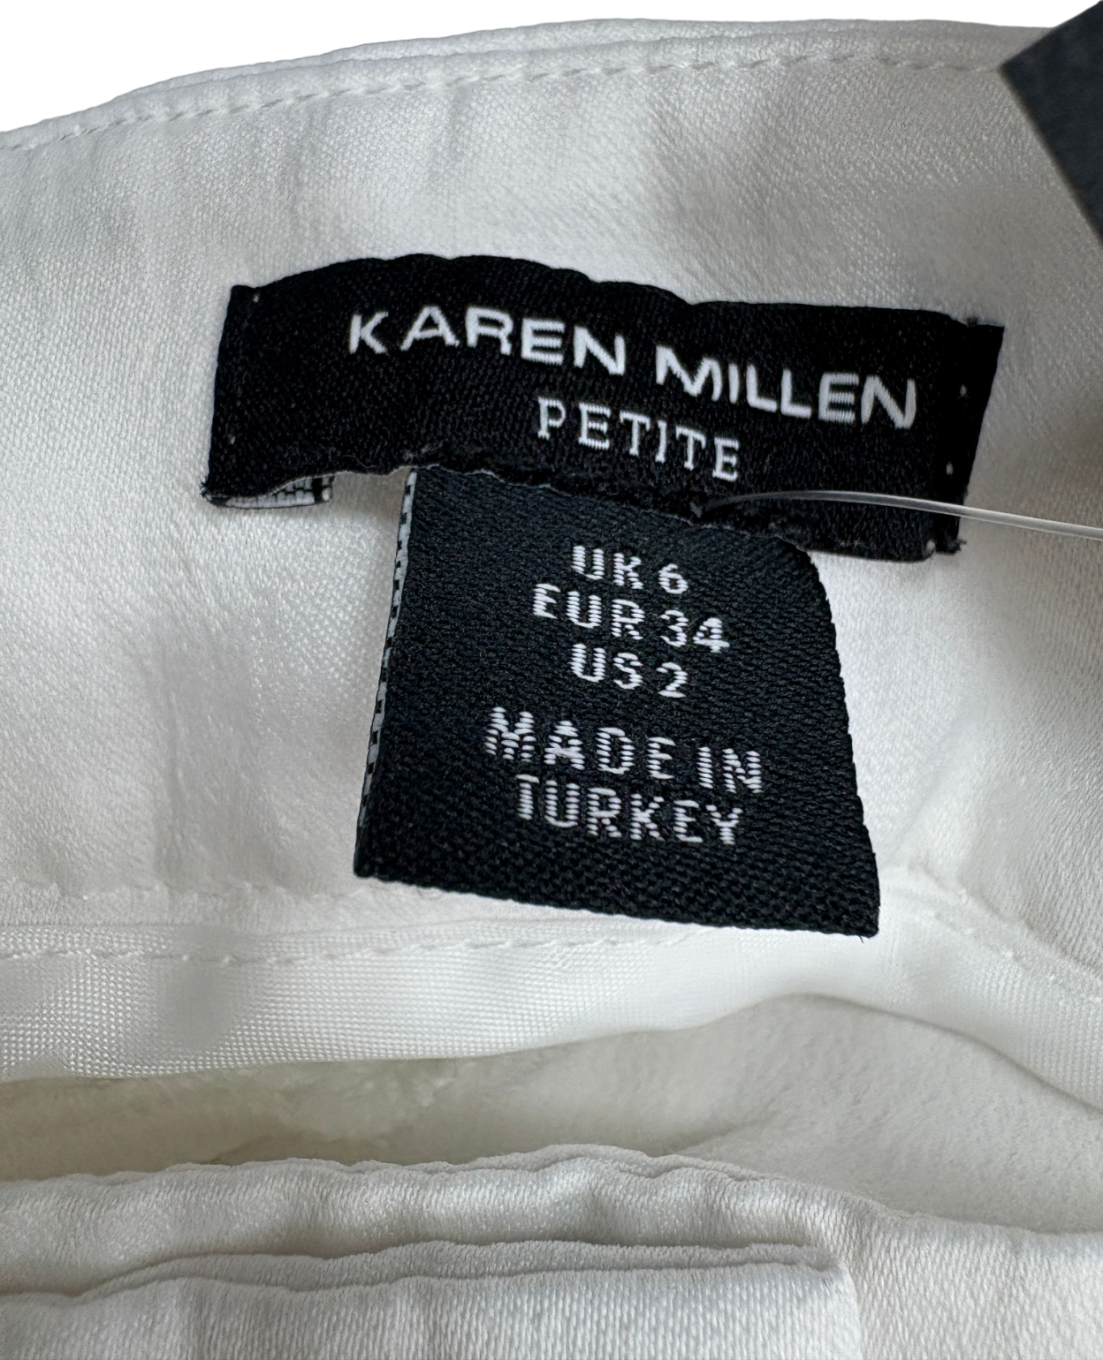 KAREN MILLEN
PETITE
UK 6
EUR 34
US 2
MADE IN
TURKEY